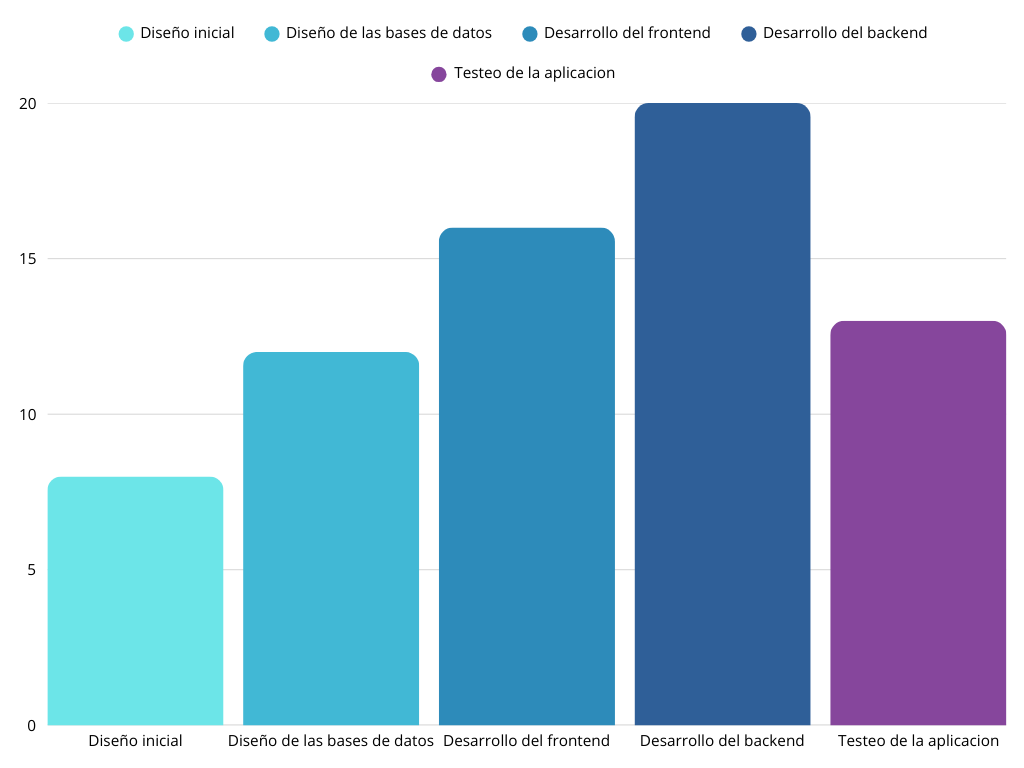 Diseño inicial Diseño de las bases de datos Desarrollo del frontend Desarrollo del backend
Testeo de la aplicacion
20
15
10
5
0
Diseño inicial Diseño de las bases de datos Desarrollo del frontend Desarrollo del backend Testeo de la aplicacion